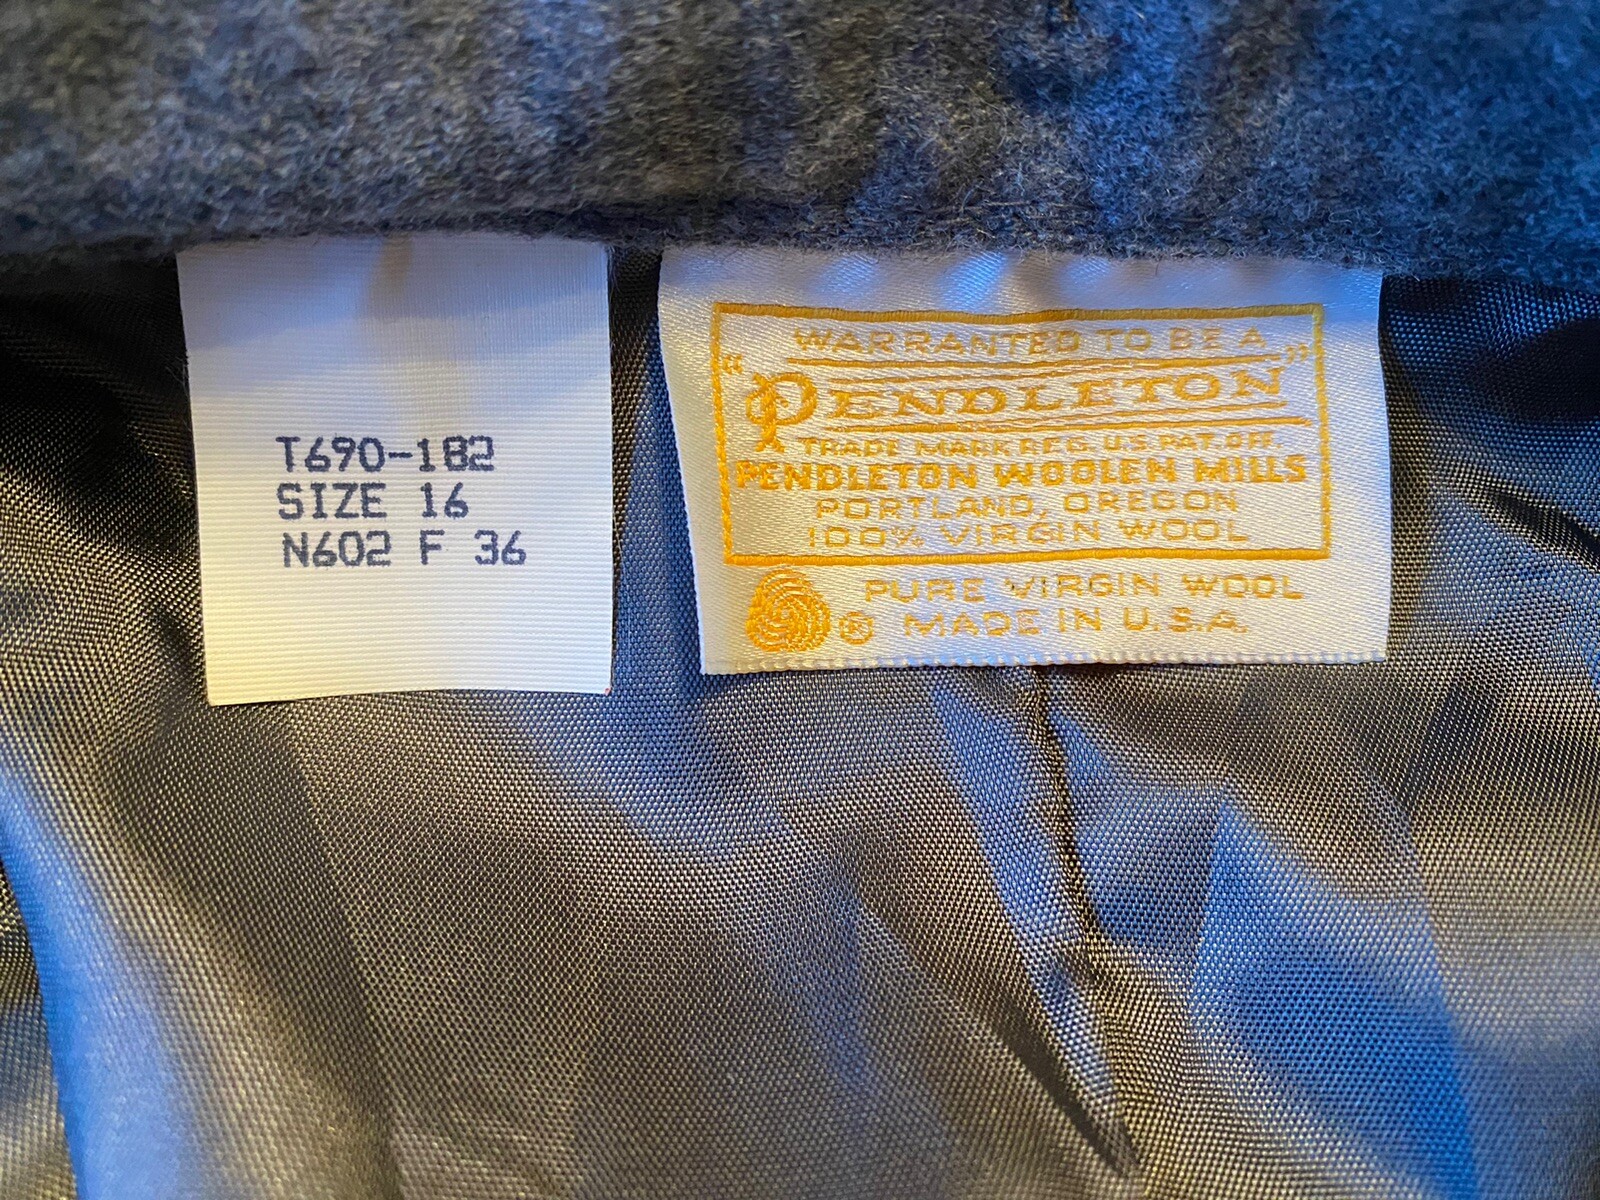 T690-182
SIZE 16
N602 F 36
WARRANTED TO BE A
"PENDLETON"
TRADE MARK REG. U.S. PAT. OFF.
PENDLETON WOOLEN MILLS
PORTLAND, OREGON
100% VIRGIN WOOL
PURE VIRGIN WOOL
® MADE IN U.S.A.